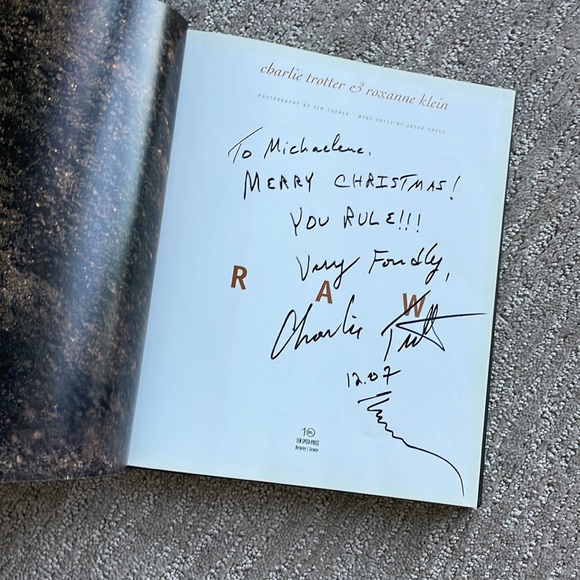 charlie trotter & roxanne klein
PHOTOGRAPHY BY TIM TURNER WINE NOTES BY JASON SMITH
To Michaelene,
MERRY CHRISTMAS!
YOU RULE!!!
Very Fondly,
R A W
Charlie Trotter
12.07
TEN SPEED PRESS
Berkeley | Toronto